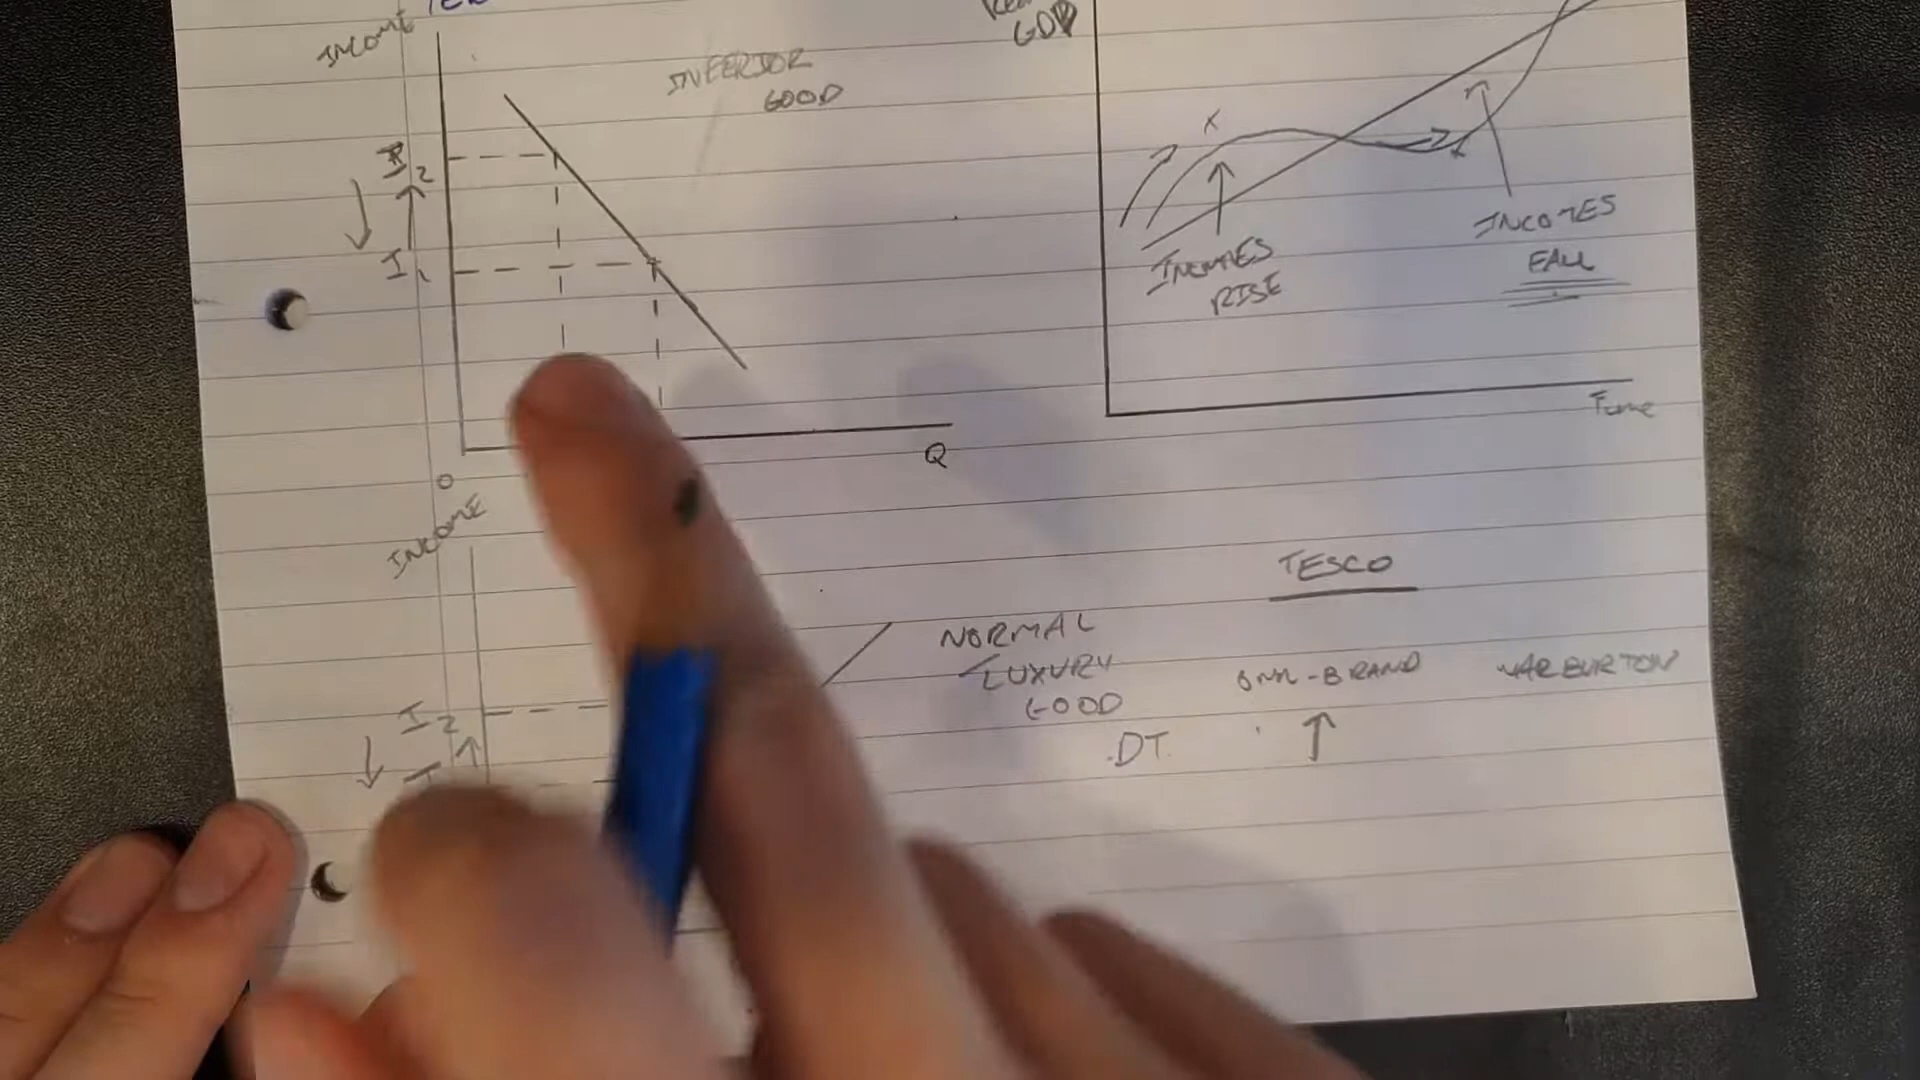 INCOME
INFERIOR
GOOD
I2
I1
Q
O
GDP
X
x
INCOMES
RISE
INCOMES
FALL
Time
INCOME
I2
NORMAL
LUXURY
GOOD
TESCO
OWN-BRAND
WARBURTON
DT